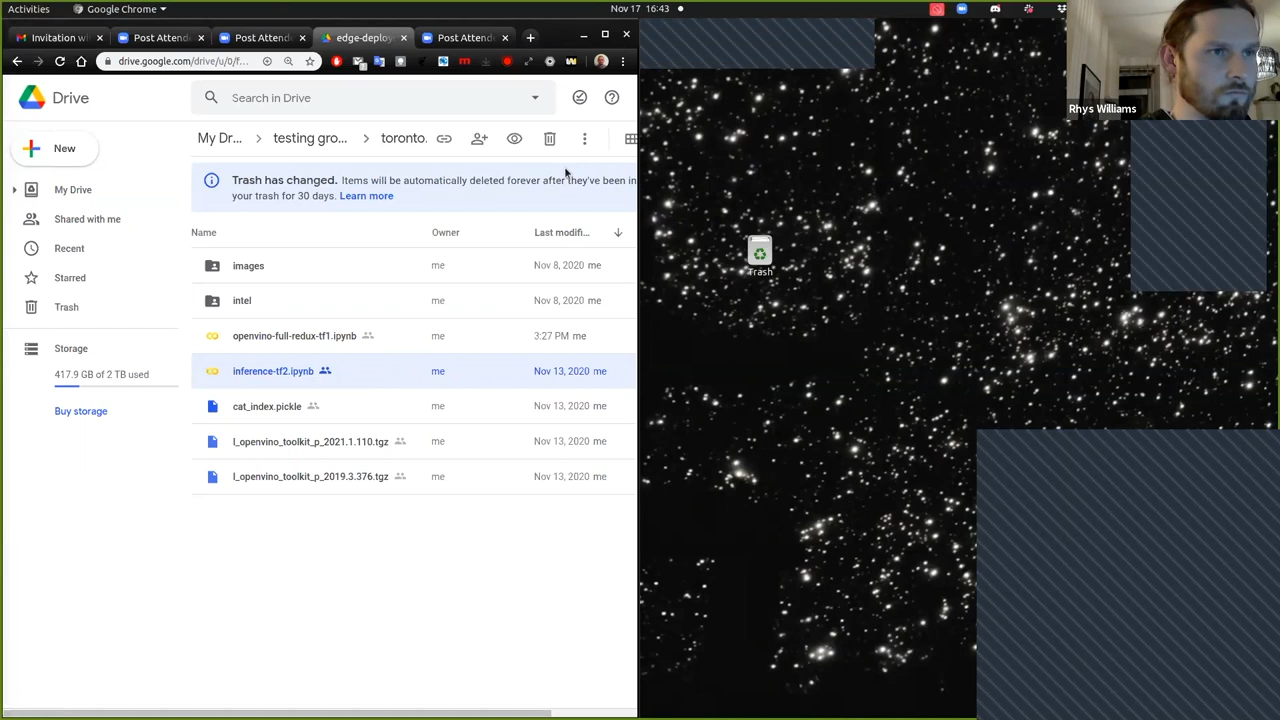 Activities
Google Chrome
Nov 17 16:43
Invitation wi
Post Attende
Post Attende
edge-deploy
Post Attende
drive.google.com/drive/u/0/f...
Drive
Search in Drive
New
My Dr...
testing gro...
toronto.
Trash has changed. Items will be automatically deleted forever after they've been in
your trash for 30 days. Learn more
My Drive
Shared with me
Recent
Starred
Trash
Storage
417.9 GB of 2 TB used
Buy storage
Name Owner Last modifi...
images me Nov 8, 2020 me
intel me Nov 8, 2020 me
openvino-full-redux-tf1.ipynb me 3:27 PM me
inference-tf2.ipynb me Nov 13, 2020 me
cat_index.pickle me Nov 13, 2020 me
l_openvino_toolkit_p_2021.1.110.tgz me Nov 13, 2020 me
l_openvino_toolkit_p_2019.3.376.tgz me Nov 13, 2020 me
Trash
Rhys Williams